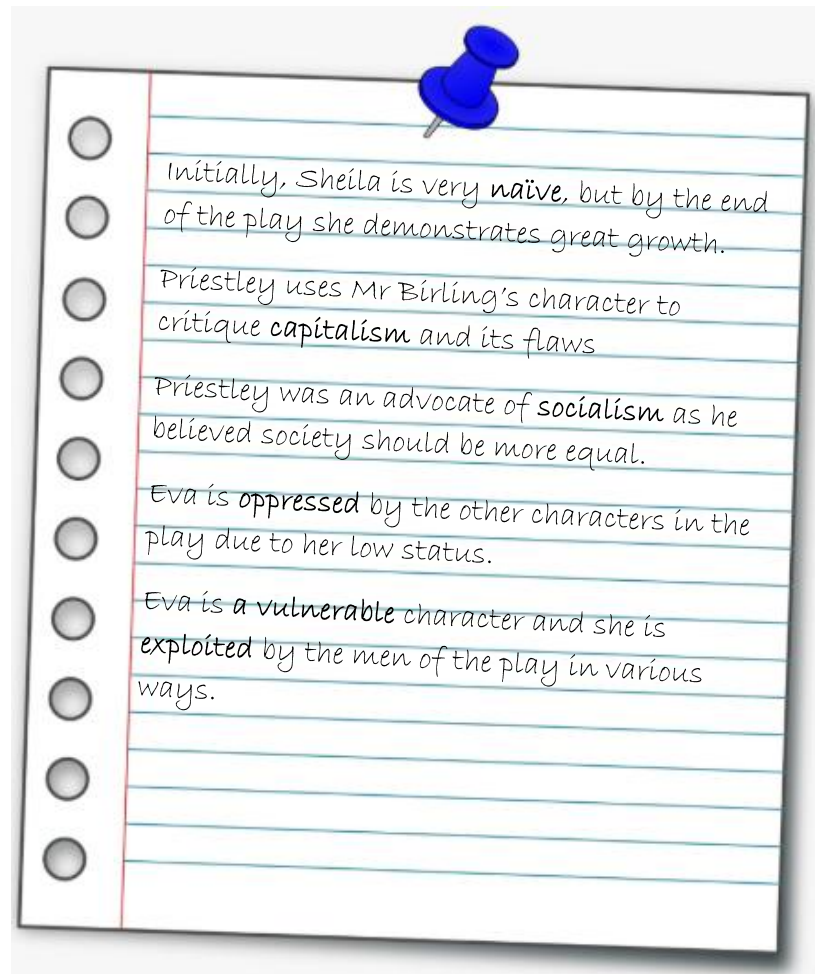 Initially, Sheila is very naïve, but by the end
of the play she demonstrates great growth.
Priestley uses Mr Birling's character to
critique capitalism and its flaws
Priestley was an advocate of socialism as he
believed society should be more equal.
Eva is oppressed by the other characters in the
play due to her low status.
Eva is a vulnerable character and she is
exploited by the men of the play in various
ways.